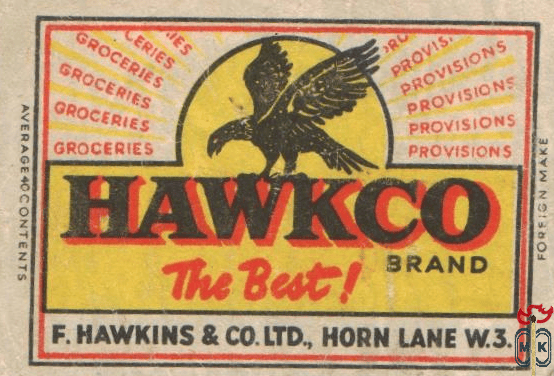 GROCERIES
GROCERIES
GROCERIES
GROCERIES
PROVISIONS
PROVISIONS
PROVISIONS
PROVISIONS
PROVISIONS
AVERAGE 40 CONTENTS
HAWKCO
BRAND
The Best!
F. HAWKINS & CO. LTD., HORN LANE W.3.
FOREIGN MAKE
MK